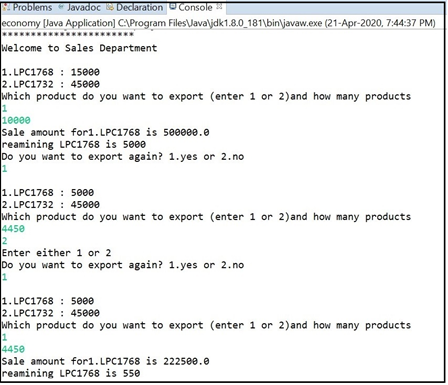 Problems @ Javadoc Declaration Console
economy [Java Application] C:\Program Files\Java\jdk1.8.0_181\bin\javaw.exe (21-Apr-2020, 7:44:37 PM)
***********************
Welcome to Sales Department
1.LPC1768 : 15000
2.LPC1732 : 45000
Which product do you want to export (enter 1 or 2)and how many products
1
10000
Sale amount for1.LPC1768 is 500000.0
reamining LPC1768 is 5000
Do you want to export again? 1.yes or 2.no
1
1.LPC1768 : 5000
2.LPC1732 : 45000
Which product do you want to export (enter 1 or 2)and how many products
4450
2
Enter either 1 or 2
Do you want to export again? 1.yes or 2.no
1
1.LPC1768 : 5000
2.LPC1732 : 45000
Which product do you want to export (enter 1 or 2)and how many products
1
4450
Sale amount for1.LPC1768 is 222500.0
reamining LPC1768 is 550